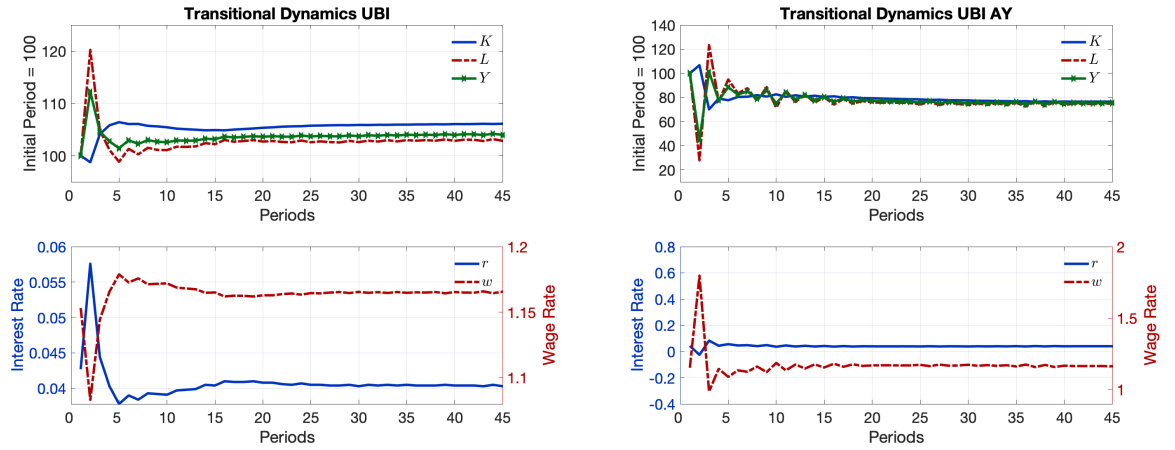 Transitional Dynamics UBI
Initial Period = 100
120
110
100
K
L
Y
0 5 10 15 20 25 30 35 40 45
Periods
Transitional Dynamics UBI AY
Initial Period = 100
140
120
100
80
60
40
20
K
L
Y
0 5 10 15 20 25 30 35 40 45
Periods
Interest Rate
0.06
0.055
0.05
0.045
0.04
r
w
1.2
1.15
1.1
Wage Rate
0 5 10 15 20 25 30 35 40 45
Periods
Interest Rate
0.8
0.6
0.4
0.2
0
-0.2
-0.4
r
w
2
1.5
1
Wage Rate
0 5 10 15 20 25 30 35 40 45
Periods